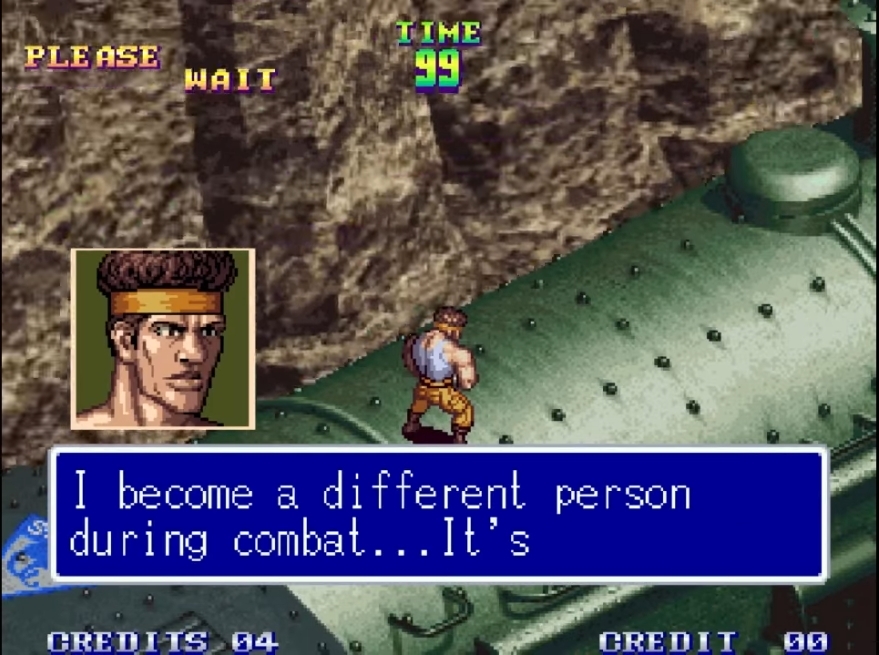 TIME
PLEASE
99
WAIT
I become a different person
during combat...It's
CREDITS 04
CREDIT 00